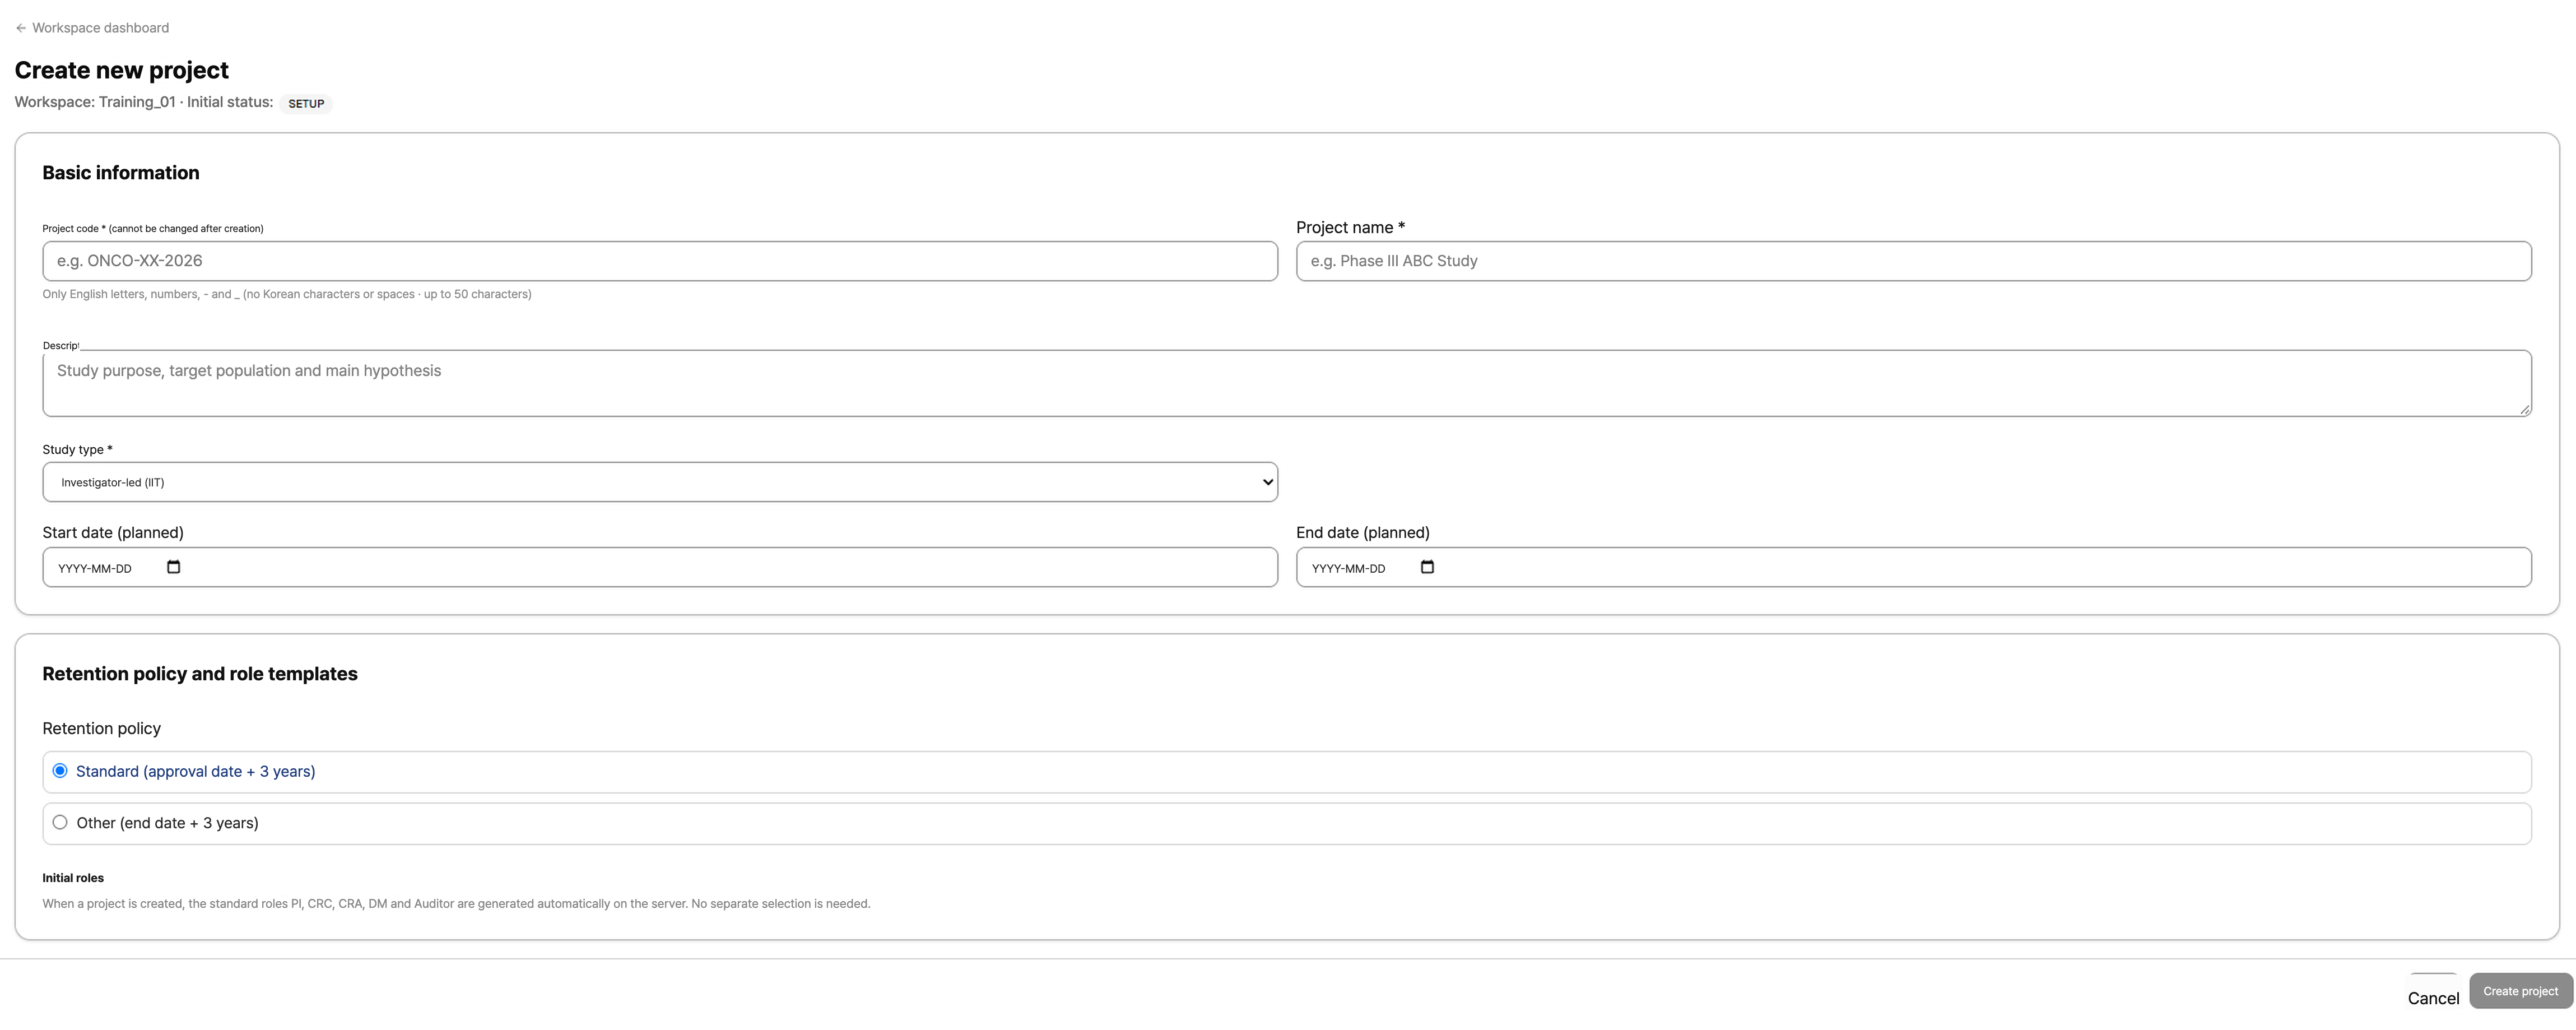 ← Workspace dashboard
Create new project
Workspace: Training_01 · Initial status: SETUP
Basic information
Project code * (cannot be changed after creation)
Project name *
e.g. ONCO-XX-2026
e.g. Phase III ABC Study
Only English letters, numbers, - and _ (no Korean characters or spaces · up to 50 characters)
Descrip
Study purpose, target population and main hypothesis
Study type *
Investigator-led (IIT)
Start date (planned)
End date (planned)
YYYY-MM-DD
YYYY-MM-DD
Retention policy and role templates
Retention policy
Standard (approval date + 3 years)
Other (end date + 3 years)
Initial roles
When a project is created, the standard roles PI, CRC, CRA, DM and Auditor are generated automatically on the server. No separate selection is needed.
Cancel
Create project